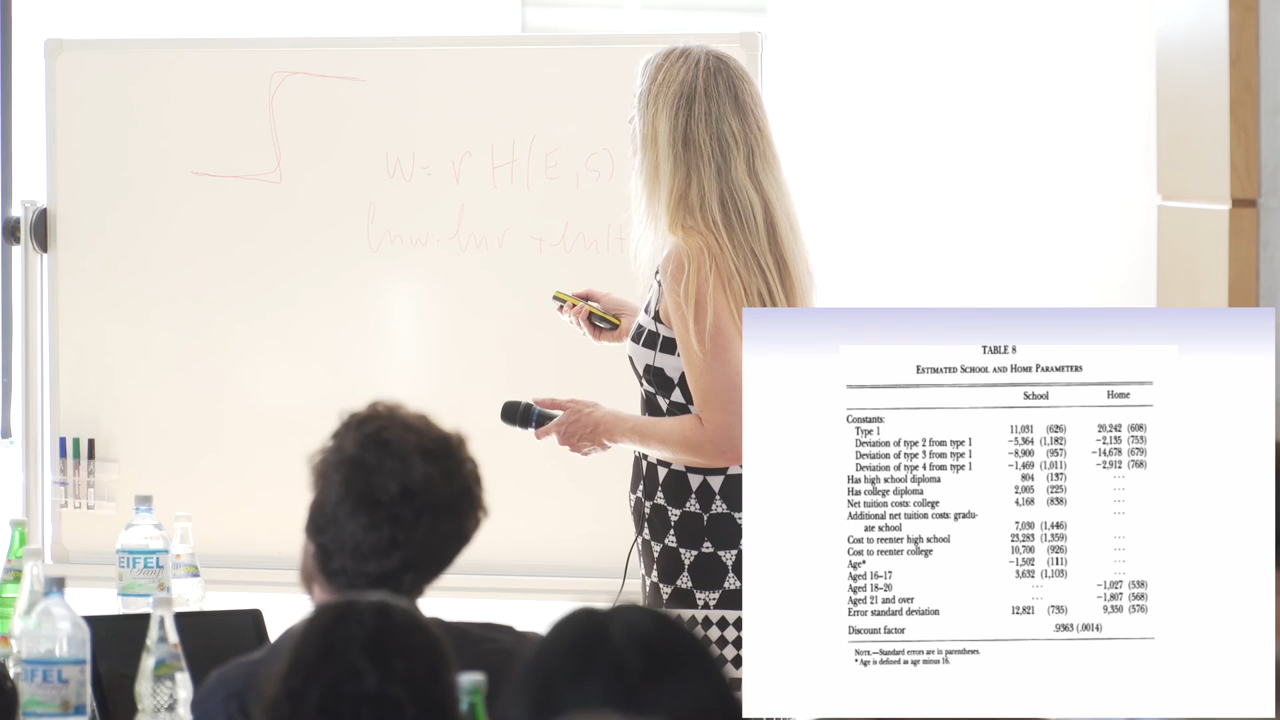 W = r H(E, S)
ln w = ln r + ln H
EIFEL
EIFEL
TABLE 8
ESTIMATED SCHOOL AND HOME PARAMETERS
School Home
Constants:
Type 1 11,031 (626) 20,242 (608)
Deviation of type 2 from type 1 −5,364 (1,182) −2,135 (753)
Deviation of type 3 from type 1 −8,900 (957) −14,678 (679)
Deviation of type 4 from type 1 −1,469 (1,011) −2,912 (768)
Has high school diploma 804 (137) ...
Has college diploma 2,005 (225) ...
Net tuition costs: college 4,168 (838) ...
Additional net tuition costs: gradu- ...
ate school 7,030 (1,446)
Cost to reenter high school 23,283 (1,359) ...
Cost to reenter college 10,700 (926) ...
Age* −1,502 (111) ...
Aged 16–17 3,632 (1,103) ...
Aged 18–20 ... −1,027 (538)
Aged 21 and over ... −1,807 (568)
Error standard deviation 12,821 (735) 9,350 (576)
Discount factor .9363 (.0014)
NOTE.—Standard errors are in parentheses.
* Age is defined as age minus 16.